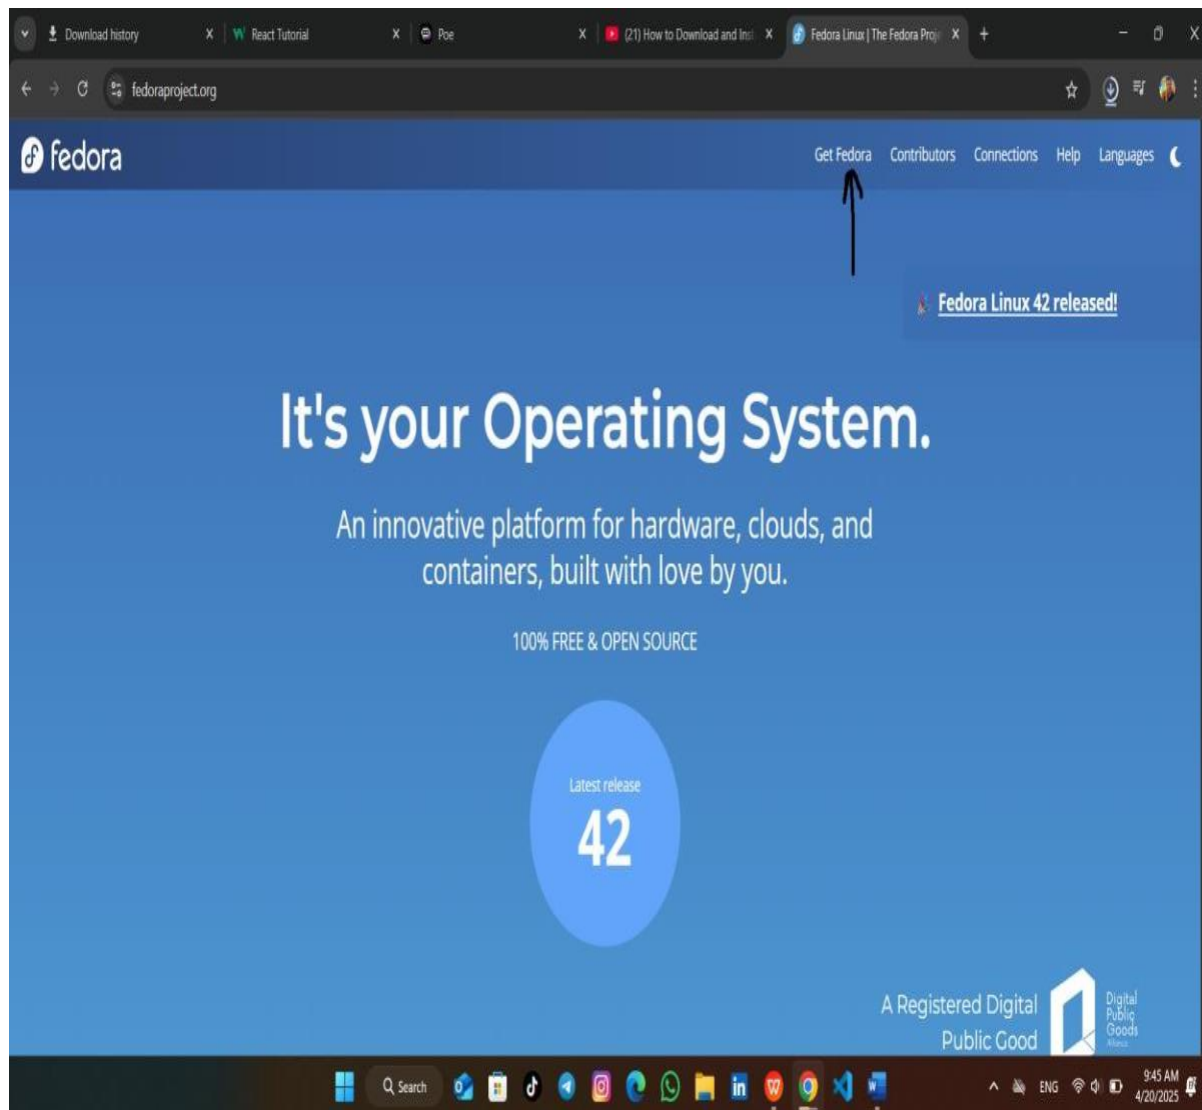 Download history
React Tutorial
Poe
(21) How to Download and Inst
Fedora Linux | The Fedora Proje
fedoraproject.org
fedora
Get Fedora
Contributors
Connections
Help
Languages
Fedora Linux 42 released!
It's your Operating System.
An innovative platform for hardware, clouds, and
containers, built with love by you.
100% FREE & OPEN SOURCE
Latest release
42
A Registered Digital
Public Good
Digital
Public
Goods
Alliance
Search
ENG
9:45 AM
4/20/2025